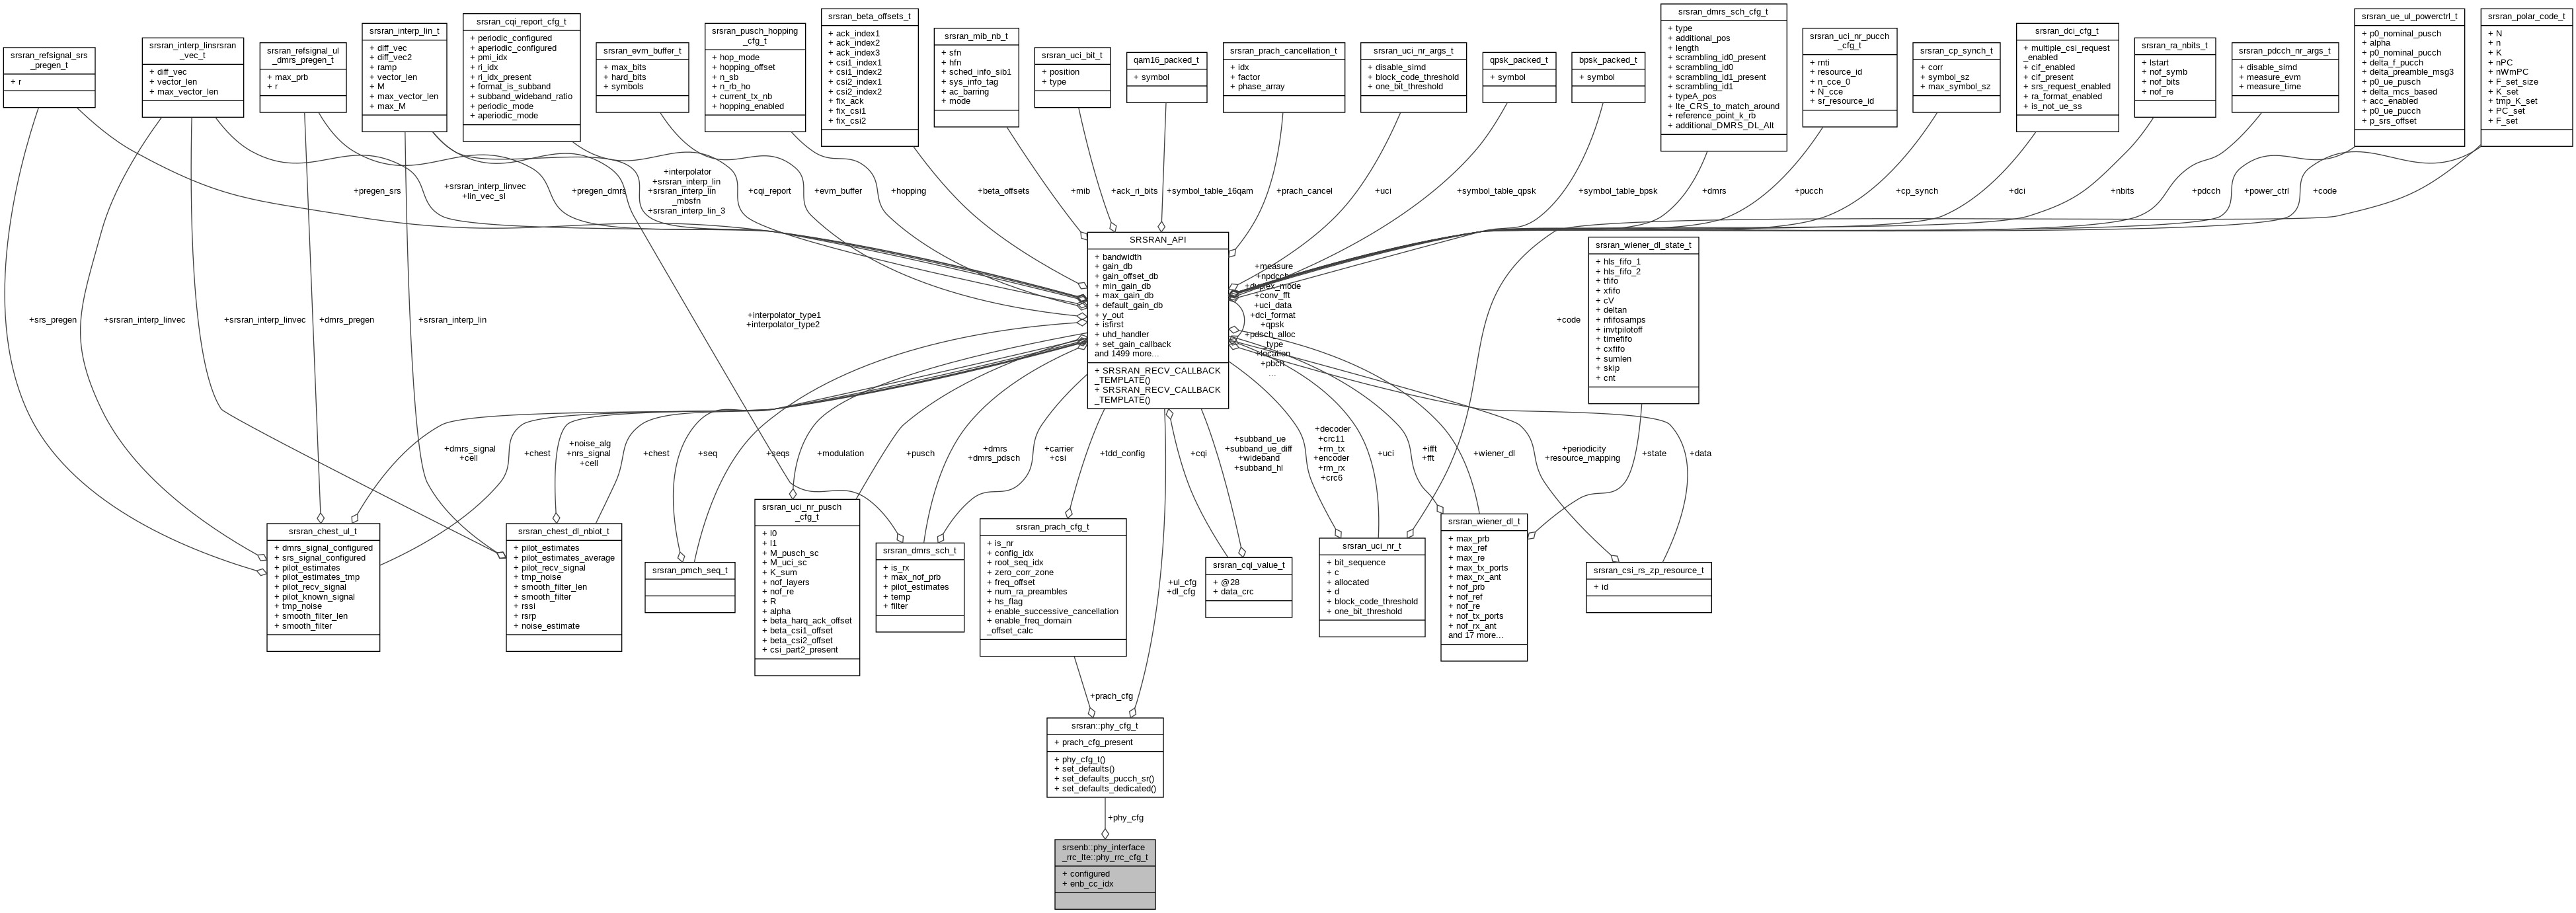 srsran_refsignal_srs
_pregen_t
+ r
srsran_interp_linsrsran
_vec_t
+ diff_vec
+ vector_len
+ max_vector_len
srsran_refsignal_ul
_dmrs_pregen_t
+ max_prb
+ r
srsran_interp_lin_t
+ diff_vec
+ diff_vec2
+ ramp
+ vector_len
+ M
+ max_vector_len
+ max_M
srsran_cqi_report_cfg_t
+ periodic_configured
+ aperiodic_configured
+ pmi_idx
+ ri_idx
+ ri_idx_present
+ format_is_subband
+ subband_wideband_ratio
+ periodic_mode
+ aperiodic_mode
srsran_evm_buffer_t
+ max_bits
+ hard_bits
+ symbols
srsran_pusch_hopping
_cfg_t
+ hop_mode
+ hopping_offset
+ n_sb
+ n_rb_ho
+ current_tx_nb
+ hopping_enabled
srsran_beta_offsets_t
+ ack_index1
+ ack_index2
+ ack_index3
+ csi1_index1
+ csi1_index2
+ csi2_index1
+ csi2_index2
+ fix_ack
+ fix_csi1
+ fix_csi2
srsran_mib_nb_t
+ sfn
+ hfn
+ sched_info_sib1
+ sys_info_tag
+ ac_barring
+ mode
srsran_uci_bit_t
+ position
+ type
qam16_packed_t
+ symbol
srsran_prach_cancellation_t
+ idx
+ factor
+ phase_array
srsran_uci_nr_args_t
+ disable_simd
+ block_code_threshold
+ one_bit_threshold
qpsk_packed_t
+ symbol
bpsk_packed_t
+ symbol
srsran_dmrs_sch_cfg_t
+ type
+ additional_pos
+ length
+ scrambling_id0_present
+ scrambling_id0
+ scrambling_id1_present
+ scrambling_id1
+ typeA_pos
+ lte_CRS_to_match_around
+ reference_point_k_rb
+ additional_DMRS_DL_Alt
srsran_uci_nr_pucch
_cfg_t
+ rnti
+ resource_id
+ n_cce_0
+ N_cce
+ sr_resource_id
srsran_cp_synch_t
+ corr
+ symbol_sz
+ max_symbol_sz
srsran_dci_cfg_t
+ multiple_csi_request
_enabled
+ cif_enabled
+ cif_present
+ srs_request_enabled
+ ra_format_enabled
+ is_not_ue_ss
srsran_ra_nbits_t
+ lstart
+ nof_symb
+ nof_bits
+ nof_re
srsran_pdcch_nr_args_t
+ disable_simd
+ measure_evm
+ measure_time
srsran_ue_ul_powerctrl_t
+ p0_nominal_pusch
+ alpha
+ p0_nominal_pucch
+ delta_f_pucch
+ delta_preamble_msg3
+ p0_ue_pusch
+ delta_mcs_based
+ acc_enabled
+ p0_ue_pucch
+ p_srs_offset
srsran_polar_code_t
+ N
+ n
+ K
+ nPC
+ nWmPC
+ F_set_size
+ K_set
+ tmp_K_set
+ PC_set
+ F_set
+pregen_srs
+srsran_interp_linvec
+lin_vec_sl
+pregen_dmrs
+interpolator
+srsran_interp_lin
+srsran_interp_lin
_mbsfn
+srsran_interp_lin_3
+cqi_report
+evm_buffer
+hopping
+beta_offsets
+mib
+ack_ri_bits
+symbol_table_16qam
+prach_cancel
+uci
+symbol_table_qpsk
+symbol_table_bpsk
+dmrs
+pucch
+cp_synch
+dci
+nbits
+pdcch
+power_ctrl
+code
SRSRAN_API
+ bandwidth
+ gain_db
+ gain_offset_db
+ min_gain_db
+ max_gain_db
+ default_gain_db
+ y_out
+ isfirst
+ uhd_handler
+ set_gain_callback
and 1499 more...
+ SRSRAN_RECV_CALLBACK
_TEMPLATE()
+ SRSRAN_RECV_CALLBACK
_TEMPLATE()
+measure
+npdcch
+duplex_mode
+conv_fft
+uci_data
+dci_format
+qpsk
+pdsch_alloc
_type
+location
+pbch
...
srsran_wiener_dl_state_t
+ hls_fifo_1
+ hls_fifo_2
+ tfifo
+ xfifo
+ cV
+ deltan
+ nfifosamps
+ invtpilotoff
+ timefifo
+ cxfifo
+ sumlen
+ skip
+ cnt
+srs_pregen
+srsran_interp_linvec
+srsran_interp_linvec
+dmrs_pregen
+srsran_interp_lin
+interpolator_type1
+interpolator_type2
+code
+dmrs_signal
+cell
+chest
+noise_alg
+nrs_signal
+cell
+chest
+seq
+seqs
+modulation
+pusch
+dmrs
+dmrs_pdsch
+carrier
+csi
+tdd_config
+cqi
+subband_ue
+subband_ue_diff
+wideband
+subband_hl
+decoder
+crc11
+rm_tx
+encoder
+rm_rx
+crc6
+uci
+ifft
+fft
+wiener_dl
+periodicity
+resource_mapping
+state
+data
srsran_chest_ul_t
+ dmrs_signal_configured
+ srs_signal_configured
+ pilot_estimates
+ pilot_estimates_tmp
+ pilot_recv_signal
+ pilot_known_signal
+ tmp_noise
+ smooth_filter_len
+ smooth_filter
srsran_chest_dl_nbiot_t
+ pilot_estimates
+ pilot_estimates_average
+ pilot_recv_signal
+ tmp_noise
+ smooth_filter_len
+ smooth_filter
+ rssi
+ rsrp
+ noise_estimate
srsran_pmch_seq_t
srsran_uci_nr_pusch
_cfg_t
+ l0
+ l1
+ M_pusch_sc
+ M_uci_sc
+ K_sum
+ nof_layers
+ nof_re
+ R
+ alpha
+ beta_harq_ack_offset
+ beta_csi1_offset
+ beta_csi2_offset
+ csi_part2_present
srsran_dmrs_sch_t
+ is_rx
+ max_nof_prb
+ pilot_estimates
+ temp
+ filter
srsran_prach_cfg_t
+ is_nr
+ config_idx
+ root_seq_idx
+ zero_corr_zone
+ freq_offset
+ num_ra_preambles
+ hs_flag
+ enable_successive_cancellation
+ enable_freq_domain
_offset_calc
+ul_cfg
+dl_cfg
srsran_cqi_value_t
+ @28
+ data_crc
srsran_uci_nr_t
+ bit_sequence
+ c
+ allocated
+ d
+ block_code_threshold
+ one_bit_threshold
srsran_wiener_dl_t
+ max_prb
+ max_ref
+ max_re
+ max_tx_ports
+ max_rx_ant
+ nof_prb
+ nof_ref
+ nof_re
+ nof_tx_ports
+ nof_rx_ant
and 17 more...
srsran_csi_rs_zp_resource_t
+ id
+prach_cfg
srsran::phy_cfg_t
+ prach_cfg_present
+ phy_cfg_t()
+ set_defaults()
+ set_defaults_pucch_sr()
+ set_defaults_dedicated()
+phy_cfg
srsenb::phy_interface
_rrc_lte::phy_rrc_cfg_t
+ configured
+ enb_cc_idx